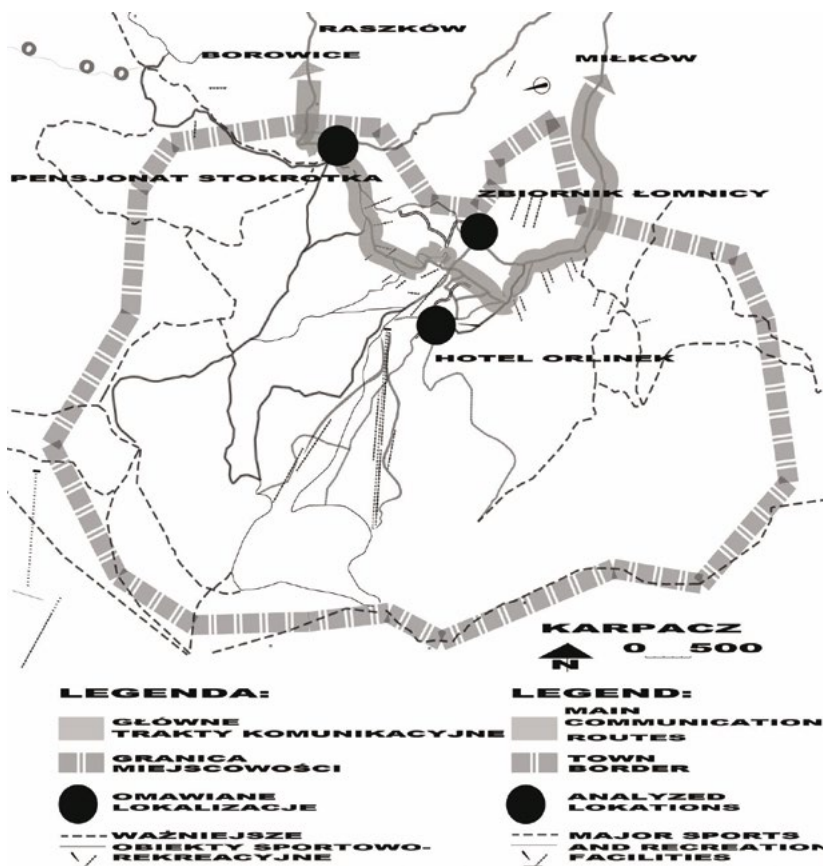 RASZKÓW
BOROWICE
MIŁKÓW
PENSJONAT STOKROTKA
ZBIORNIK ŁOMNICY
HOTEL ORLINEK
KARPACZ
N
0 500
LEGENDA:
GŁÓWNE
TRAKTY KOMUNIKACYJNE
GRANICA
MIEJSCOWOŚCI
OMAWIANE
LOKALIZACJE
WAŻNIEJSZE
OBIEKTY SPORTOWO-
REKREACYJNE
LEGEND:
MAIN
COMMUNICATION
ROUTES
TOWN
BORDER
ANALYZED
LOKATIONS
MAJOR SPORTS
AND RECREATION
FACILITIES